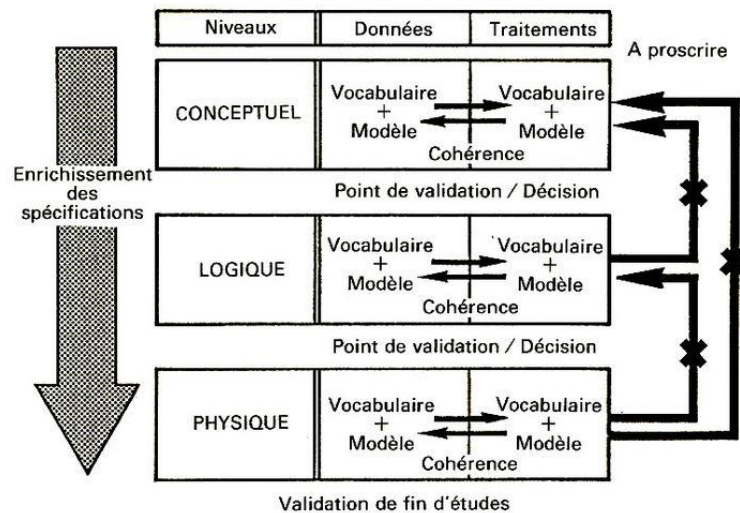 Niveaux Données Traitements
A proscrire
CONCEPTUEL
Vocabulaire Vocabulaire
+ +
Modèle Modèle
Cohérence
Enrichissement
des
spécifications
Point de validation / Décision
LOGIQUE
Vocabulaire Vocabulaire
+ +
Modèle Modèle
Cohérence
Point de validation / Décision
PHYSIQUE
Vocabulaire Vocabulaire
+ +
Modèle Modèle
Cohérence
Validation de fin d'études